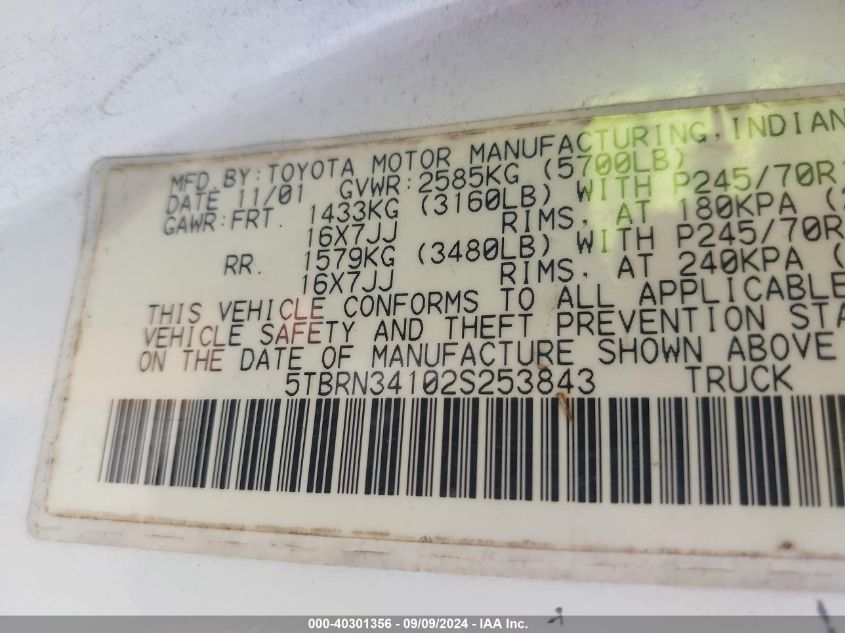 MFD BY: TOYOTA MOTOR MANUFACTURING, INDIAN
DATE 11/01 GVWR: 2585KG (5700LB)
GAWR: FRT. 1433KG (3160LB) WITH P245/70R
16X7JJ RIMS, AT 180KPA (
RR. 1579KG (3480LB) WITH P245/70R
16X7JJ RIMS, AT 240KPA (
THIS VEHICLE CONFORMS TO ALL APPLICABLE
VEHICLE SAFETY AND THEFT PREVENTION STA
ON THE DATE OF MANUFACTURE SHOWN ABOVE
5TBRN34102S253843 TRUCK
000-40301356 - 09/09/2024 - IAA Inc.